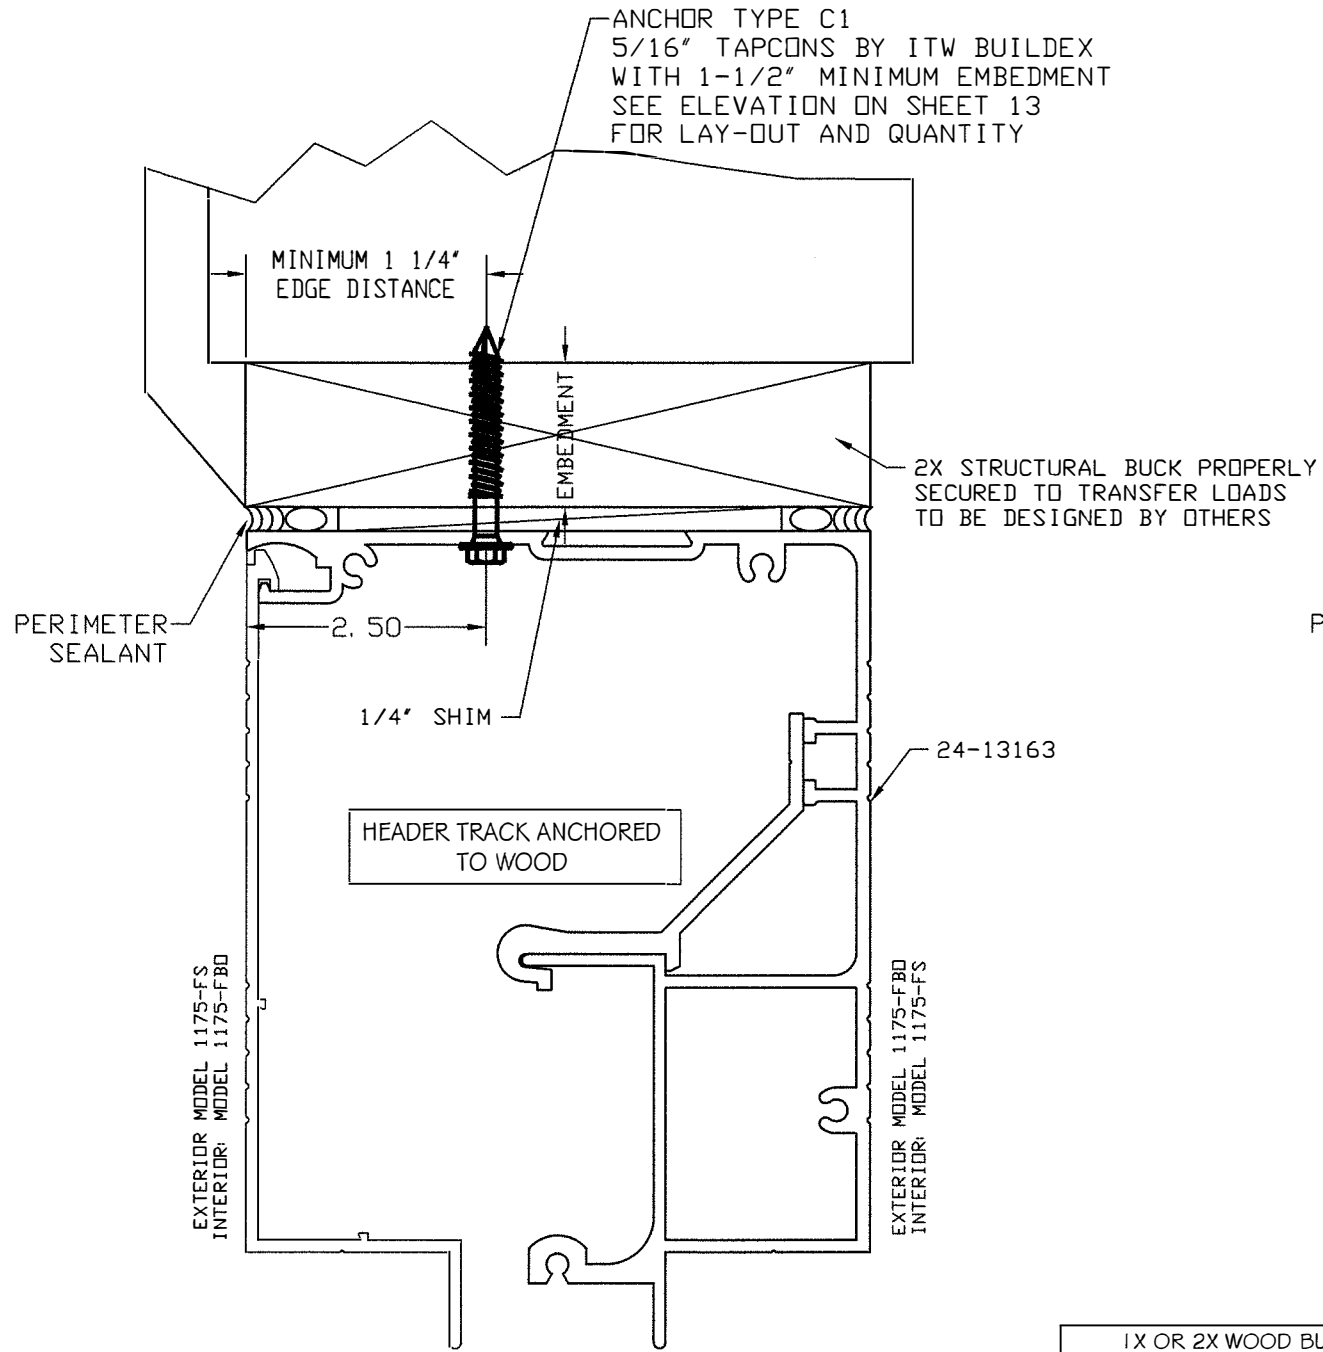 ANCHOR TYPE C1
5/16" TAPCONS BY ITW BUILDEX
WITH 1-1/2" MINIMUM EMBEDMENT
SEE ELEVATION ON SHEET 13
FOR LAY-OUT AND QUANTITY
MINIMUM 1 1/4"
EDGE DISTANCE
EMBEDMENT
2X STRUCTURAL BUCK PROPERLY
SECURED TO TRANSFER LOADS
TO BE DESIGNED BY OTHERS
PERIMETER
SEALANT
2.50
P
1/4" SHIM
24-13163
HEADER TRACK ANCHORED
TO WOOD
EXTERIOR MODEL 1175-FS
INTERIOR: MODEL 1175-FBO
EXTERIOR MODEL 1175-FBO
INTERIOR: MODEL 1175-FS
1X OR 2X WOOD BU